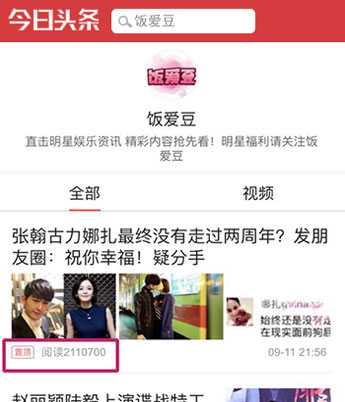 今日头条
饭爱豆
饭爱豆
饭爱豆
直击明星娱乐资讯 精彩内容抢先看！明星福利请关注饭
爱豆
全部
视频
张翰古力娜扎最终没有走过两周年？发朋
友圈：祝你幸福！疑分手
娜扎
始终还是没有走
在现实面前狗屁
置顶
阅读2110700
09-11 21:56
赵丽颖陆毅上演谍战特工